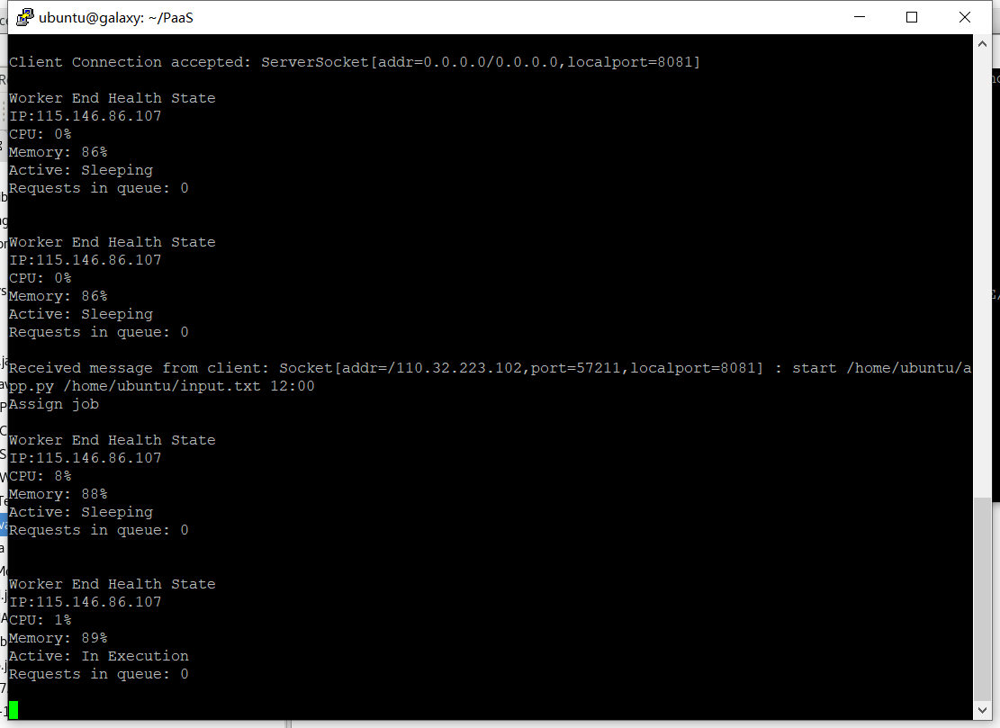 ubuntu@galaxy: ~/PaaS
Client Connection accepted: ServerSocket[addr=0.0.0.0/0.0.0.0,localport=8081]
Worker End Health State
IP:115.146.86.107
CPU: 0%
Memory: 86%
Active: Sleeping
Requests in queue: 0
Worker End Health State
IP:115.146.86.107
CPU: 0%
Memory: 86%
Active: Sleeping
Requests in queue: 0
Received message from client: Socket[addr=/110.32.223.102,port=57211,localport=8081] : start /home/ubuntu/a
pp.py /home/ubuntu/input.txt 12:00
Assign job
Worker End Health State
IP:115.146.86.107
CPU: 8%
Memory: 88%
Active: Sleeping
Requests in queue: 0
Worker End Health State
IP:115.146.86.107
CPU: 1%
Memory: 89%
Active: In Execution
Requests in queue: 0